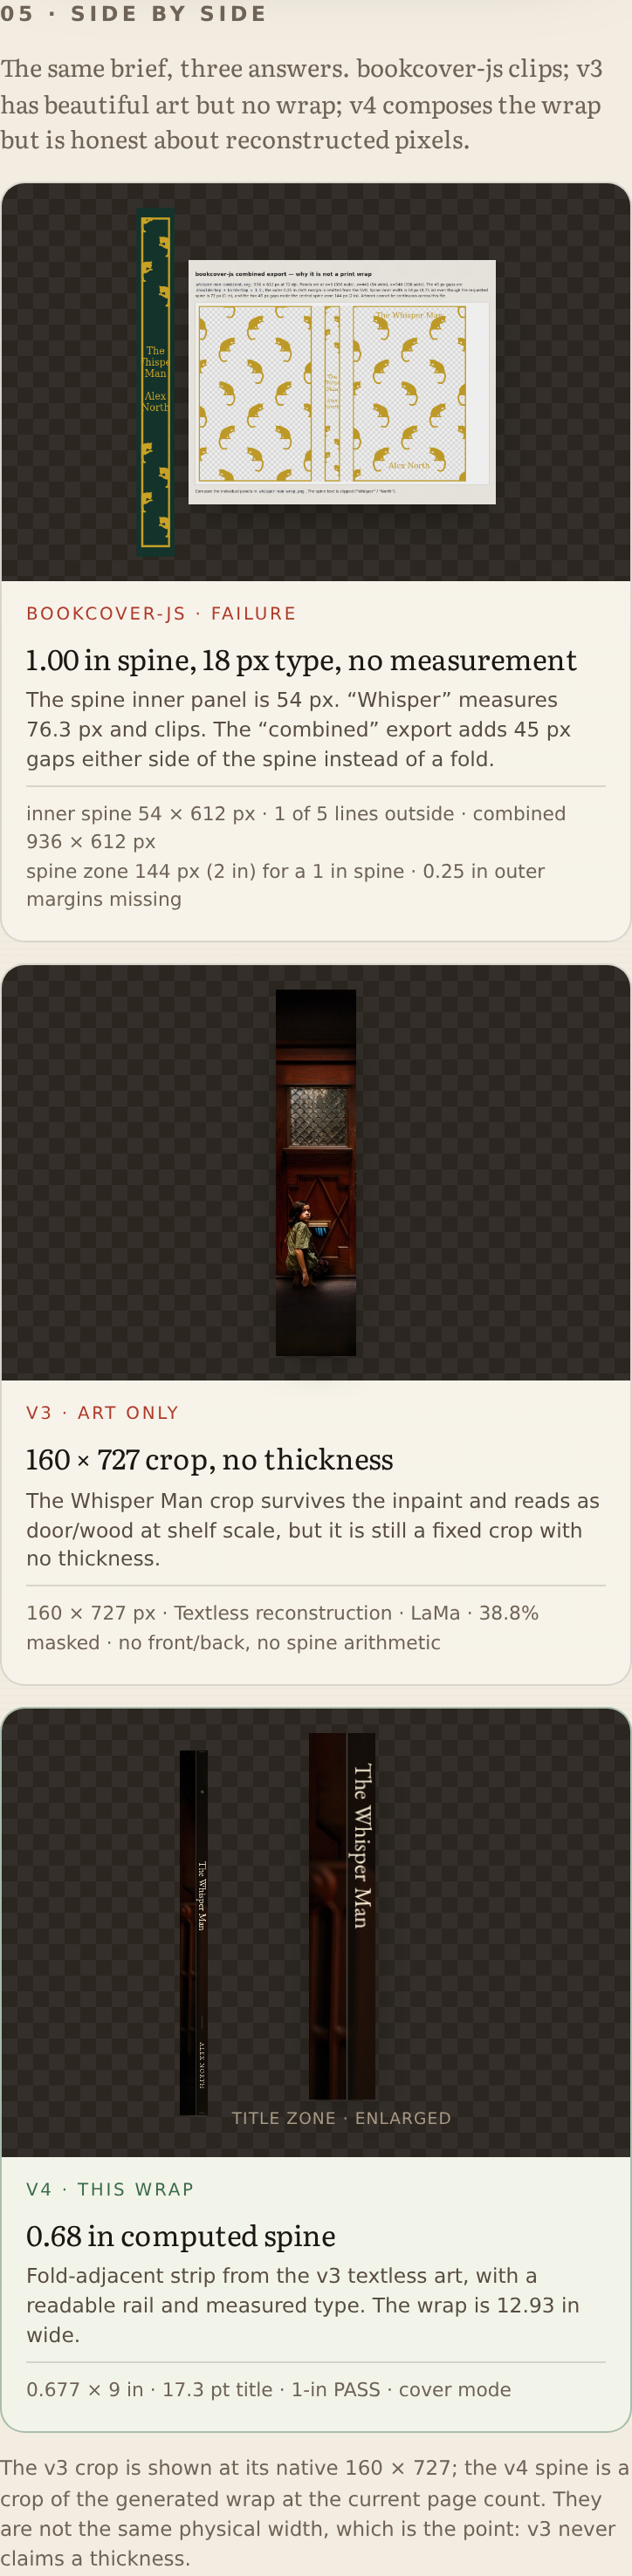 05 · SIDE BY SIDE
The same brief, three answers. bookcover-js clips; v3
has beautiful art but no wrap; v4 composes the wrap
but is honest about reconstructed pixels.
The
Whispe
Man
Alex
North
bookcover-js combined export — why it is not a print wrap
The Whisper Man
Alex North
BOOKCOVER-JS · FAILURE
1.00 in spine, 18 px type, no measurement
The spine inner panel is 54 px. “Whisper” measures
76.3 px and clips. The “combined” export adds 45 px
gaps either side of the spine instead of a fold.
inner spine 54 × 612 px · 1 of 5 lines outside · combined
936 × 612 px
spine zone 144 px (2 in) for a 1 in spine · 0.25 in outer
margins missing
V3 · ART ONLY
160 × 727 crop, no thickness
The Whisper Man crop survives the inpaint and reads as
door/wood at shelf scale, but it is still a fixed crop with
no thickness.
160 × 727 px · Textless reconstruction · LaMa · 38.8%
masked · no front/back, no spine arithmetic
The Whisper Man
ALEX NORTH
The Whisper Man
TITLE ZONE · ENLARGED
V4 · THIS WRAP
0.68 in computed spine
Fold-adjacent strip from the v3 textless art, with a
readable rail and measured type. The wrap is 12.93 in
wide.
0.677 × 9 in · 17.3 pt title · 1-in PASS · cover mode
The v3 crop is shown at its native 160 × 727; the v4 spine is a
crop of the generated wrap at the current page count. They
are not the same physical width, which is the point: v3 never
claims a thickness.